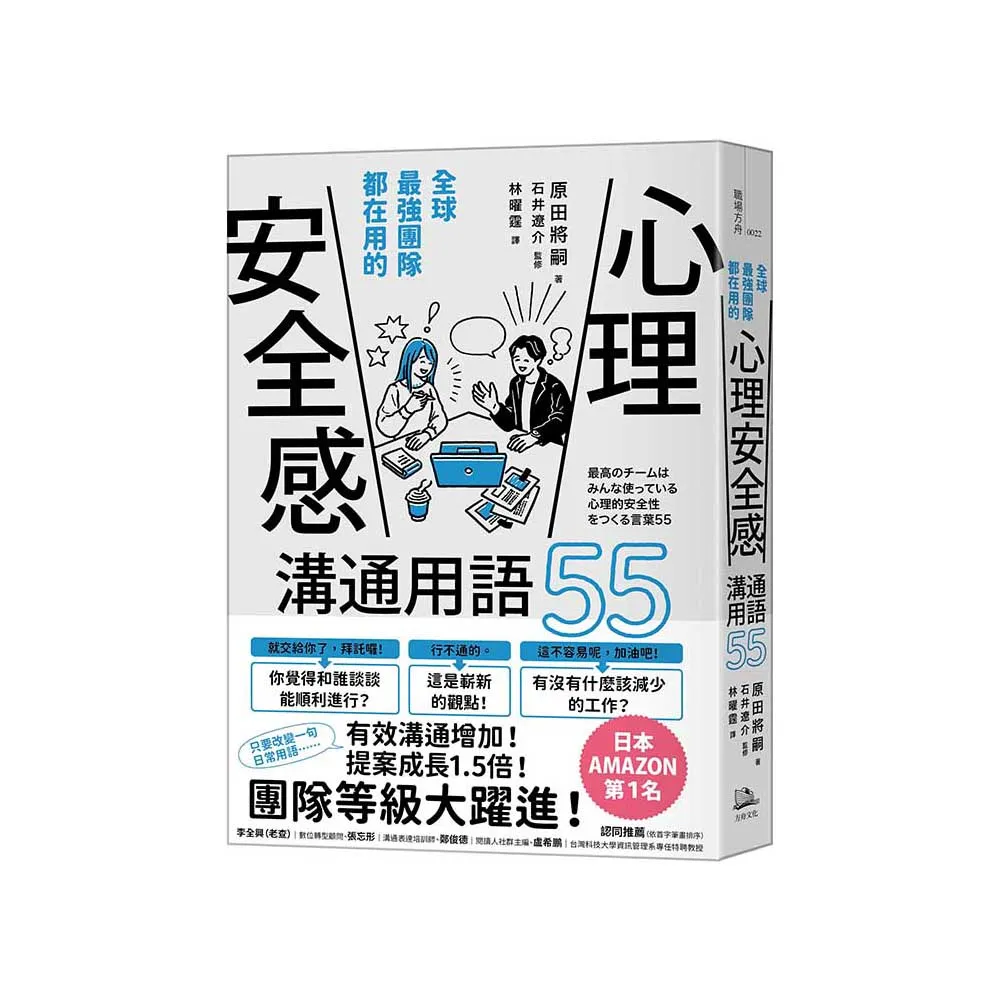 全球
最強團隊
都在用的
心理
安全感
原田將嗣 著
石井遼介 監修
林曜霆 譯
最高のチームは
みんな使っている
心理的安全性
をつくる言葉55
溝通用語55
就交給你了，拜託囉！
你覺得和誰談談
能順利進行？
行不通的。
這是嶄新
的觀點！
這不容易呢，加油吧！
有沒有什麼該減少
的工作？
只要改變一句
日常用語……
有效溝通增加！
提案成長1.5倍！
團隊等級大躍進！
日本
AMAZON
第1名
李全興（老查）｜數位轉型顧問、張忘形｜溝通表達培訓師、鄭俊德｜閱讀人社群主編、盧希鵬｜台灣科技大學資訊管理系專任特聘教授
認同推薦（依首字筆畫排序）
職場方舟
0022
全球
最強團隊
都在用的
心理安全感
溝通
用語
55
原田將嗣 著
石井遼介 監修
林曜霆 譯
方舟文化